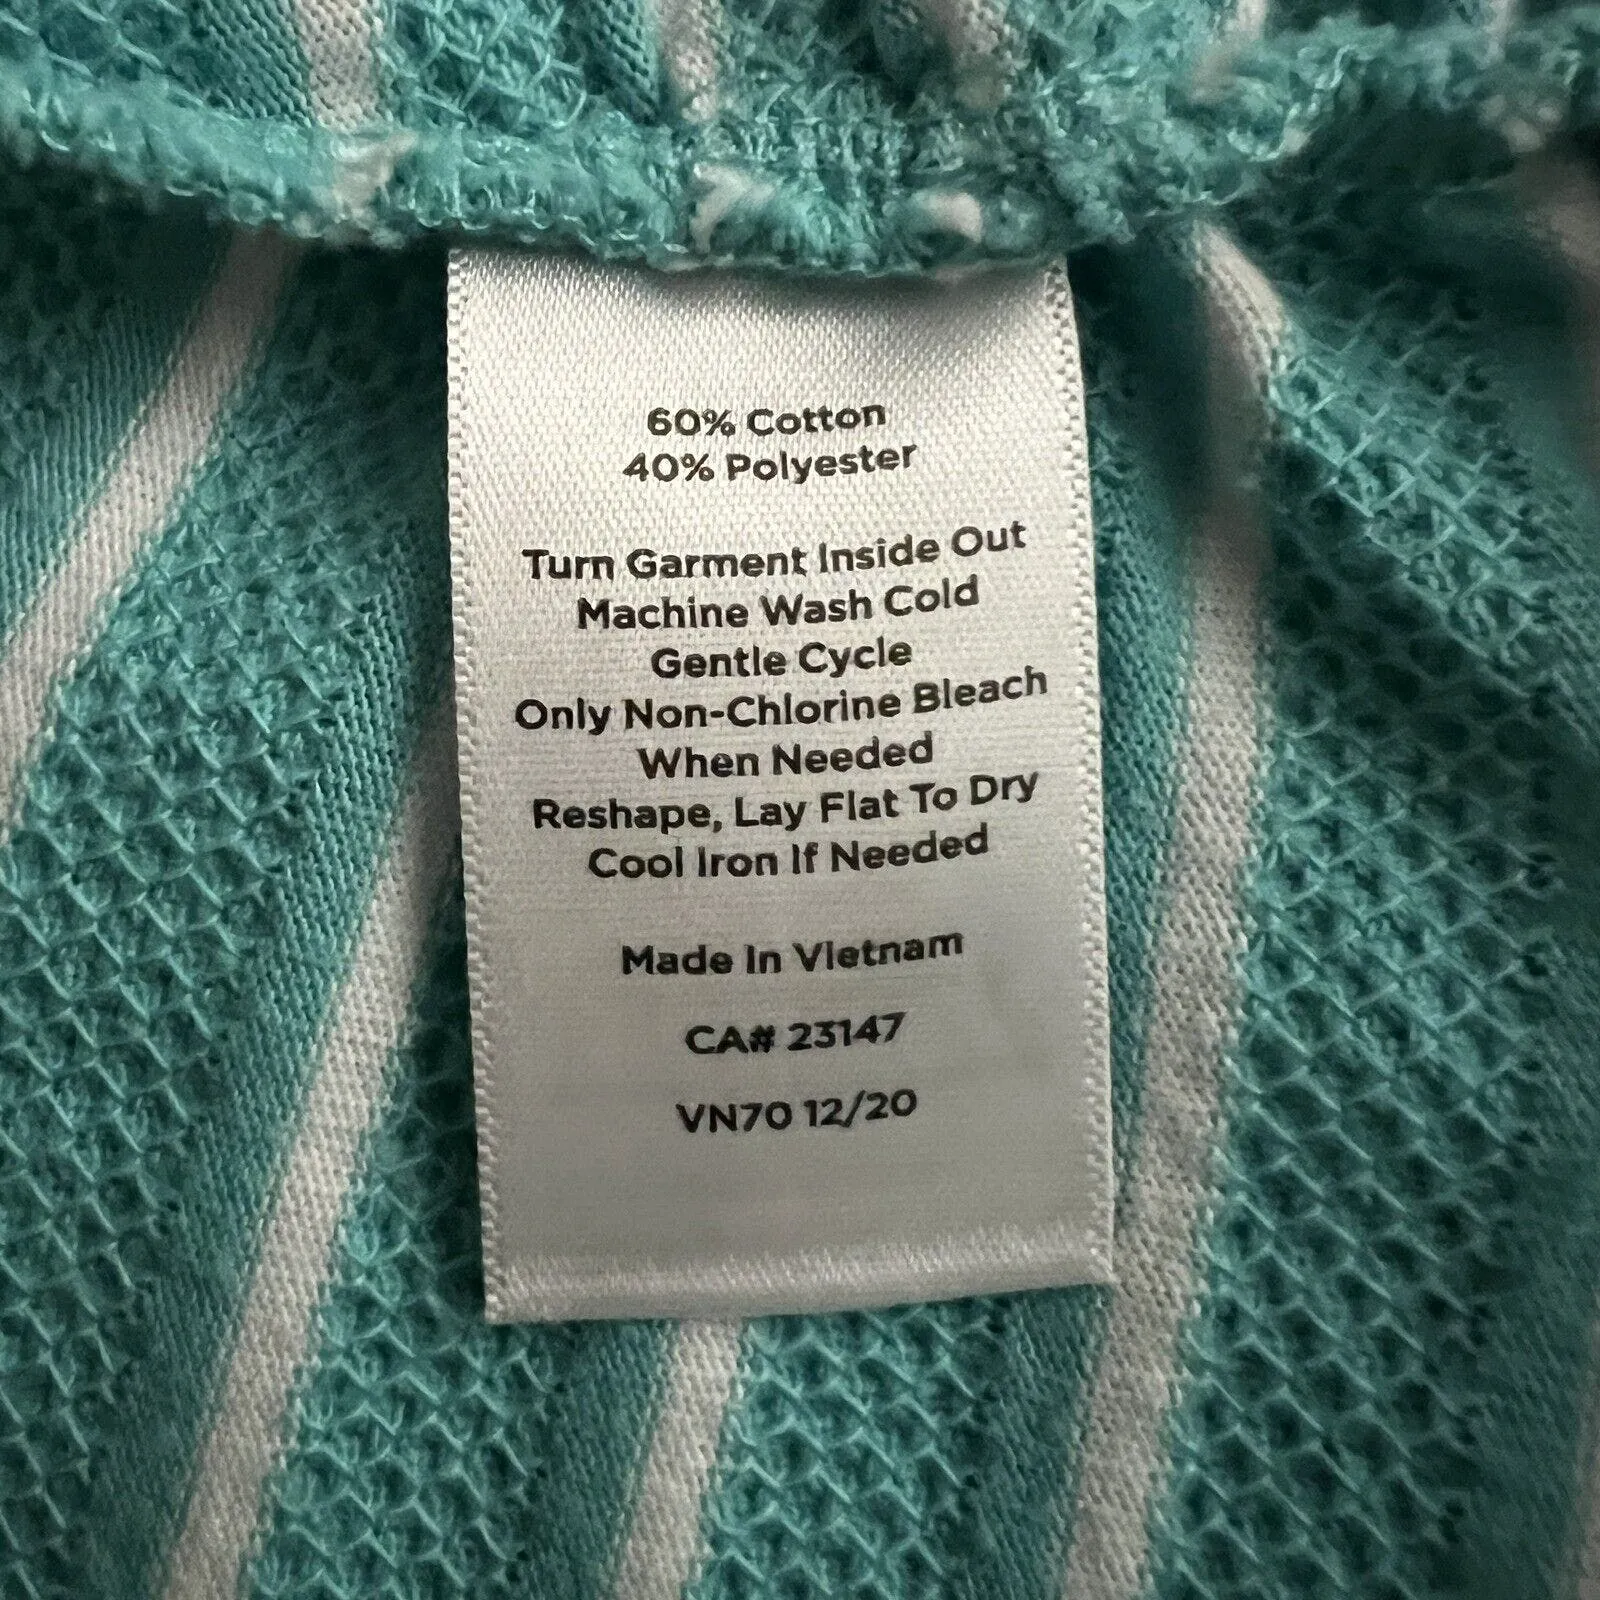 60% Cotton
40% Polyester
Turn Garment Inside Out
Machine Wash Cold
Gentle Cycle
Only Non-Chlorine Bleach
When Needed
Reshape, Lay Flat To Dry
Cool Iron If Needed
Made In Vietnam
CA# 23147
VN70 12/20